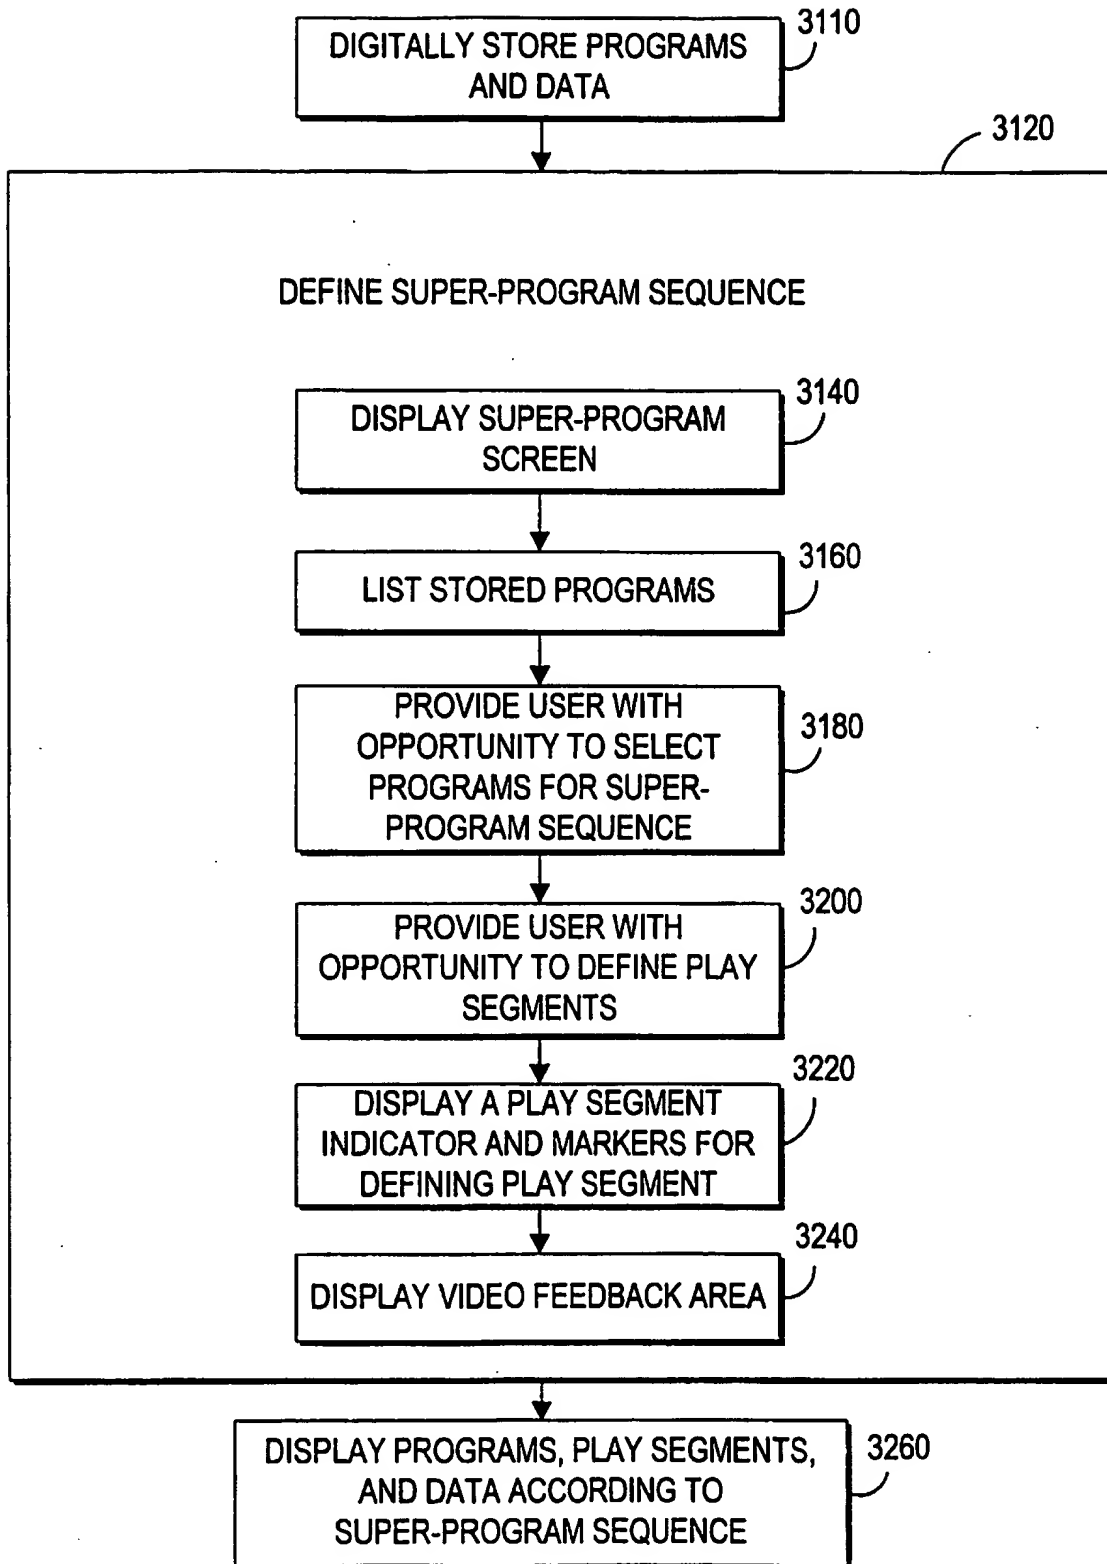 3110
DIGITALLY STORE PROGRAMS
AND DATA
3120
DEFINE SUPER-PROGRAM SEQUENCE
3140
DISPLAY SUPER-PROGRAM
SCREEN
3160
LIST STORED PROGRAMS
3180
PROVIDE USER WITH
OPPORTUNITY TO SELECT
PROGRAMS FOR SUPER-
PROGRAM SEQUENCE
3200
PROVIDE USER WITH
OPPORTUNITY TO DEFINE PLAY
SEGMENTS
3220
DISPLAY A PLAY SEGMENT
INDICATOR AND MARKERS FOR
DEFINING PLAY SEGMENT
3240
DISPLAY VIDEO FEEDBACK AREA
3260
DISPLAY PROGRAMS, PLAY SEGMENTS,
AND DATA ACCORDING TO
SUPER-PROGRAM SEQUENCE